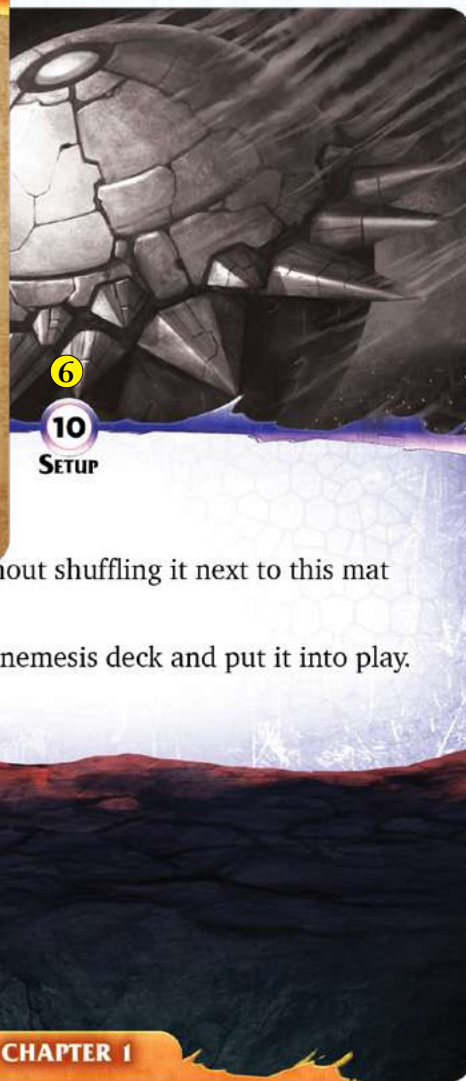 6
10
SETUP
hout shuffling it next to this mat
nemesis deck and put it into play.
CHAPTER 1